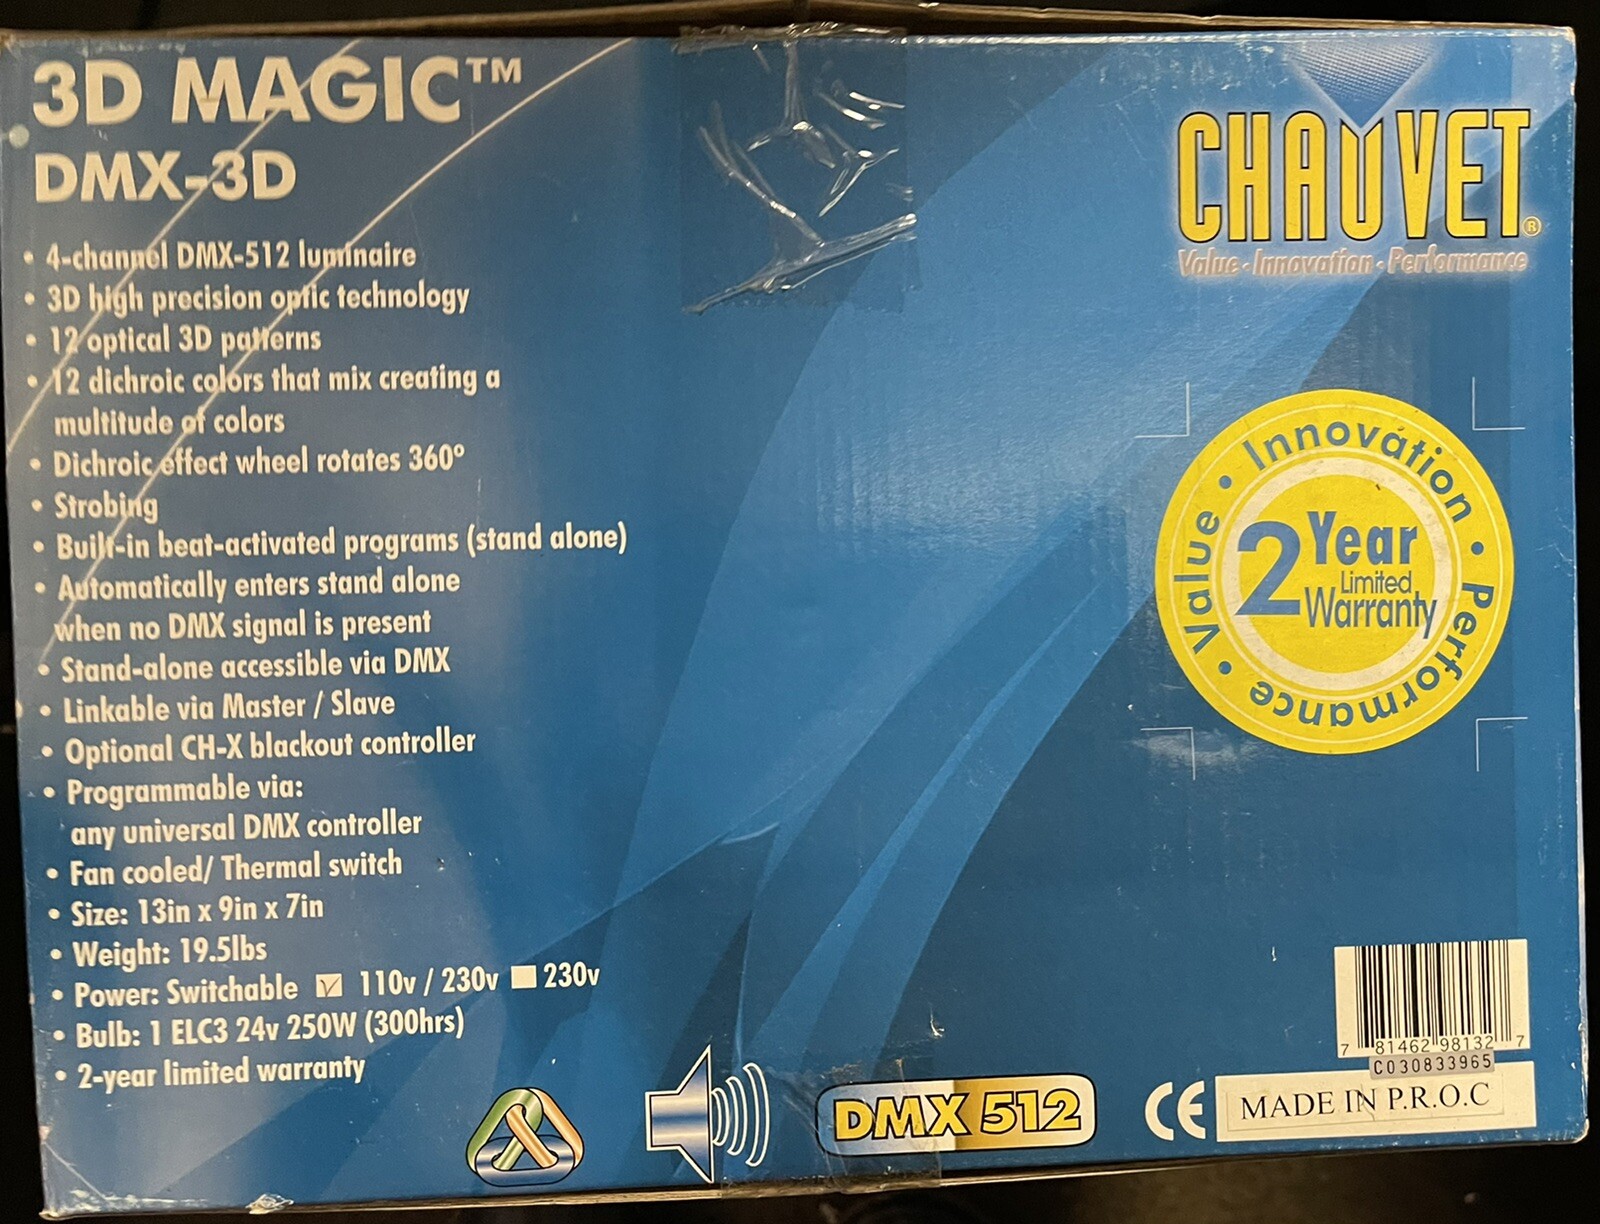 3D MAGIC™
DMX-3D
• 4-channel DMX-512 luminaire
• 3D high precision optic technology
• 12 optical 3D patterns
• 12 dichroic colors that mix creating a
multitude of colors
• Dichroic effect wheel rotates 360º
• Strobing
• Built-in beat-activated programs (stand alone)
• Automatically enters stand alone
when no DMX signal is present
• Stand-alone accessible via DMX
• Linkable via Master / Slave
• Optional CH-X blackout controller
• Programmable via:
any universal DMX controller
• Fan cooled/ Thermal switch
• Size: 13in x 9in x 7in
• Weight: 19.5lbs
• Power: Switchable ☑ 110v / 230v ■ 230v
• Bulb: 1 ELC3 24v 250W (300hrs)
• 2-year limited warranty
CHAUVET®
Value • Innovation • Performance
• Value • Innovation • Performance
2 Year
Limited
Warranty
7 81462 98132 7
C030833965
DMX 512
CE
MADE IN P.R.O.C